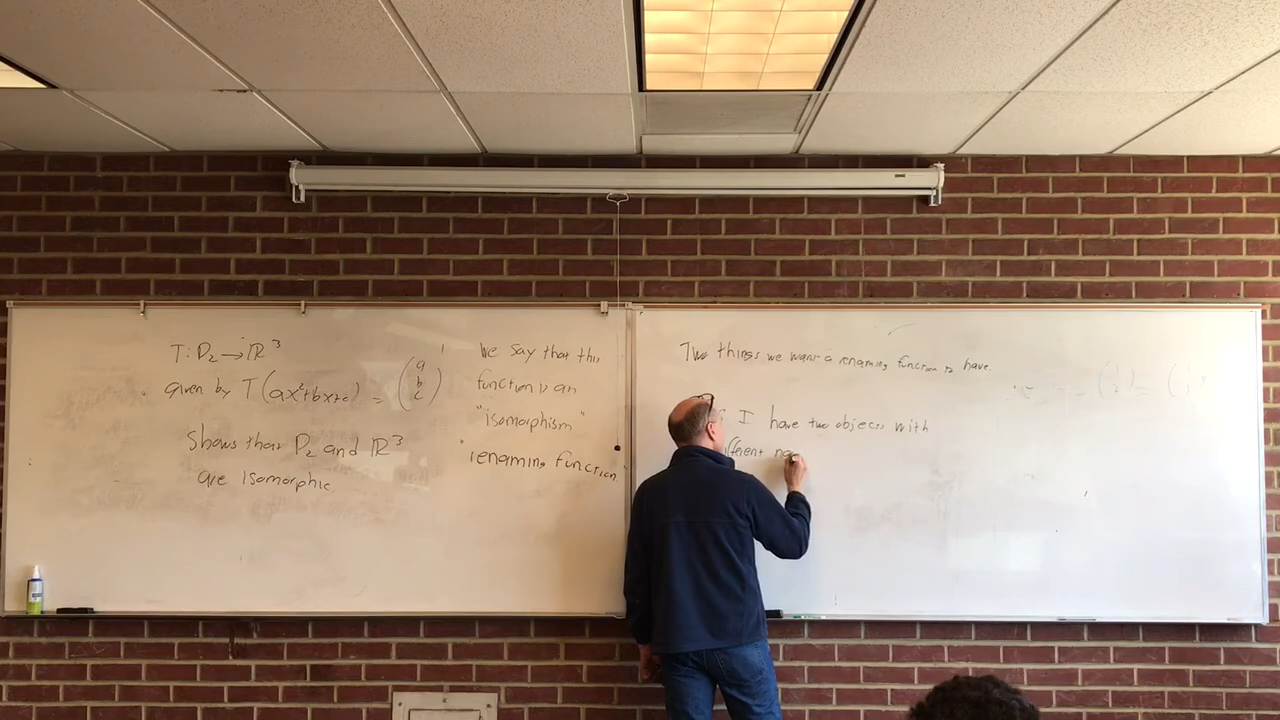 T: P₂ → ℝ³
given by T(ax²+bx+c) = (a b c)
Shows that P₂ and ℝ³
are isomorphic.
We say that this
function is an
"isomorphism"
renaming function.
Two things we want a renaming function to have.
I have two objects with